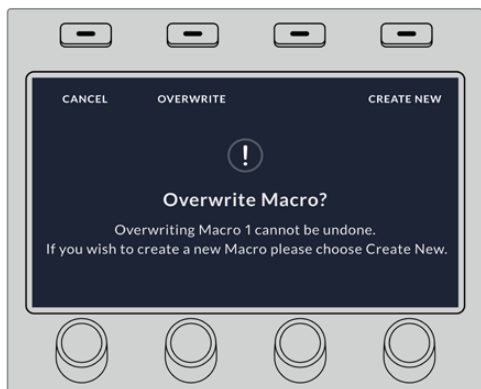 CANCEL OVERWRITE CREATE NEW
!
Overwrite Macro?
Overwriting Macro 1 cannot be undone.
If you wish to create a new Macro please choose Create New.